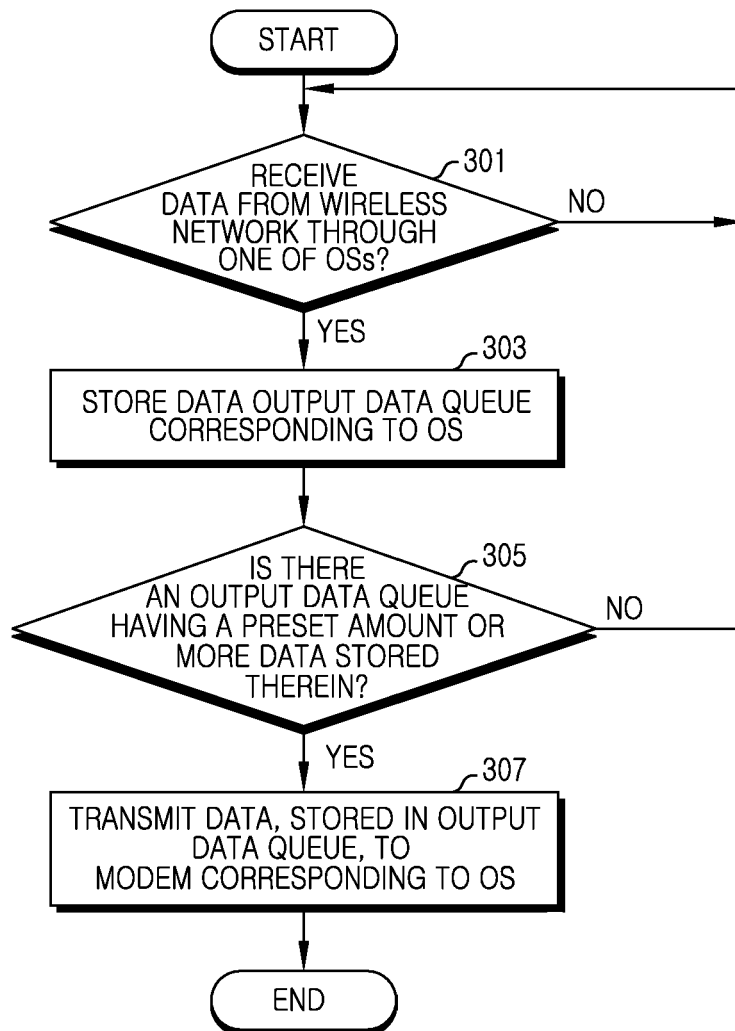 START
301
RECEIVE
DATA FROM WIRELESS
NETWORK THROUGH
ONE OF OSs?
NO
YES
303
STORE DATA OUTPUT DATA QUEUE
CORRESPONDING TO OS
305
IS THERE
AN OUTPUT DATA QUEUE
HAVING A PRESET AMOUNT OR
MORE DATA STORED
THEREIN?
NO
YES
307
TRANSMIT DATA, STORED IN OUTPUT
DATA QUEUE, TO
MODEM CORRESPONDING TO OS
END